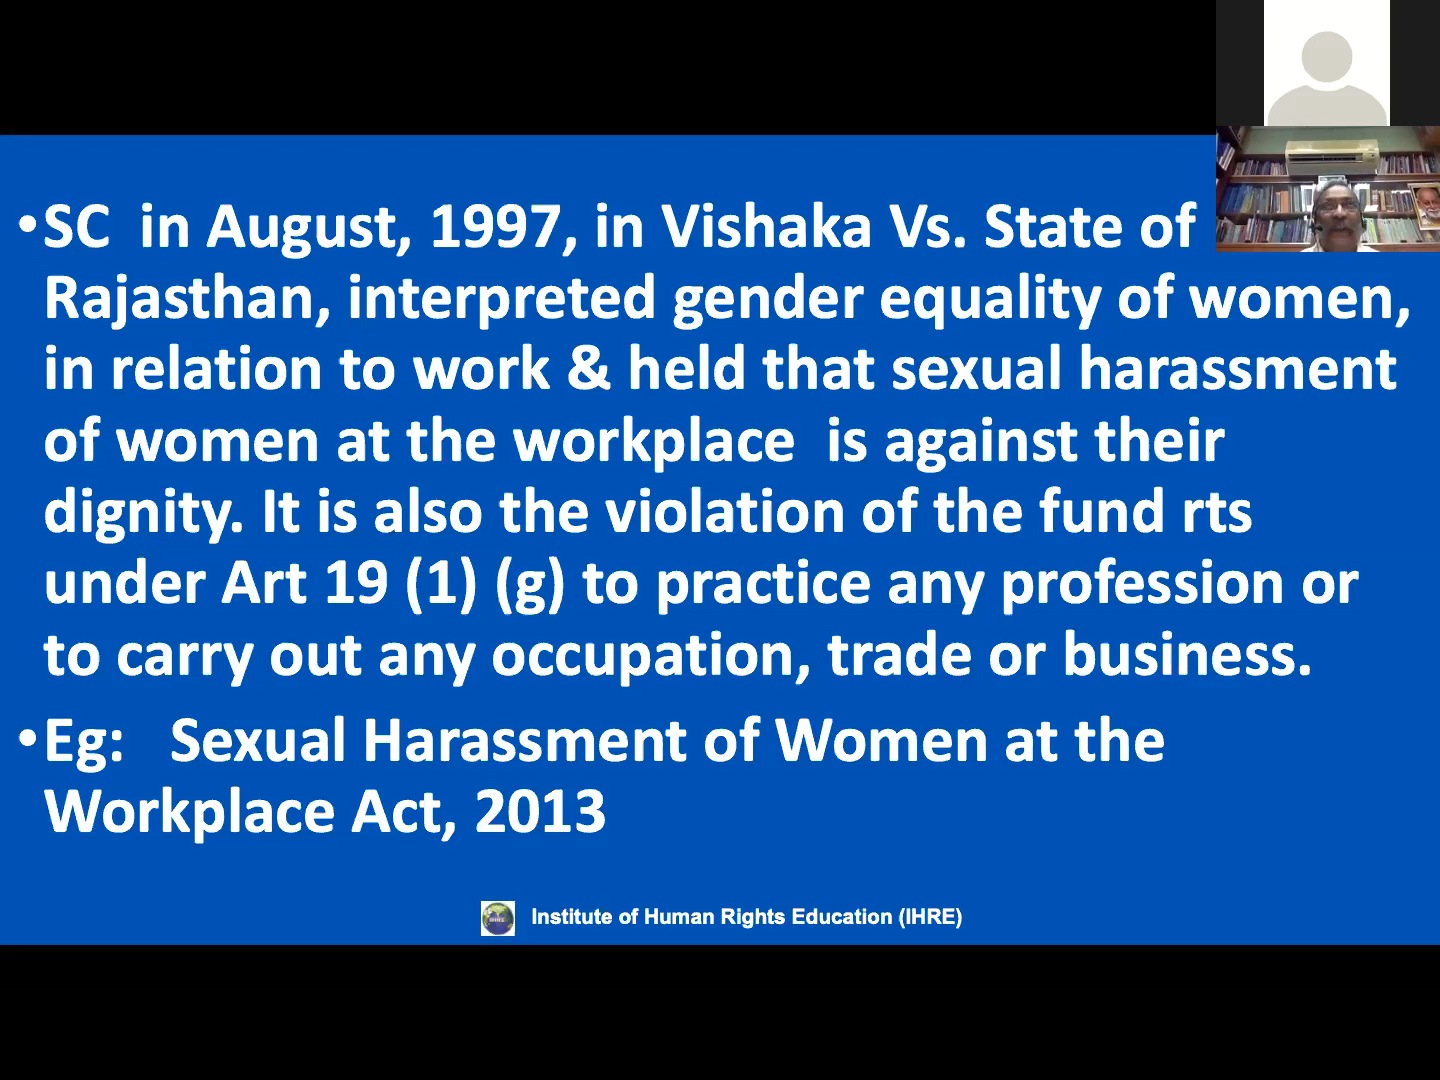 •SC  in August, 1997, in Vishaka Vs. State of
Rajasthan, interpreted gender equality of women,
in relation to work & held that sexual harassment
of women at the workplace  is against their
dignity. It is also the violation of the fund rts
under Art 19 (1) (g) to practice any profession or
to carry out any occupation, trade or business.
•Eg:   Sexual Harassment of Women at the
Workplace Act, 2013
IHRE
Institute of Human Rights Education (IHRE)